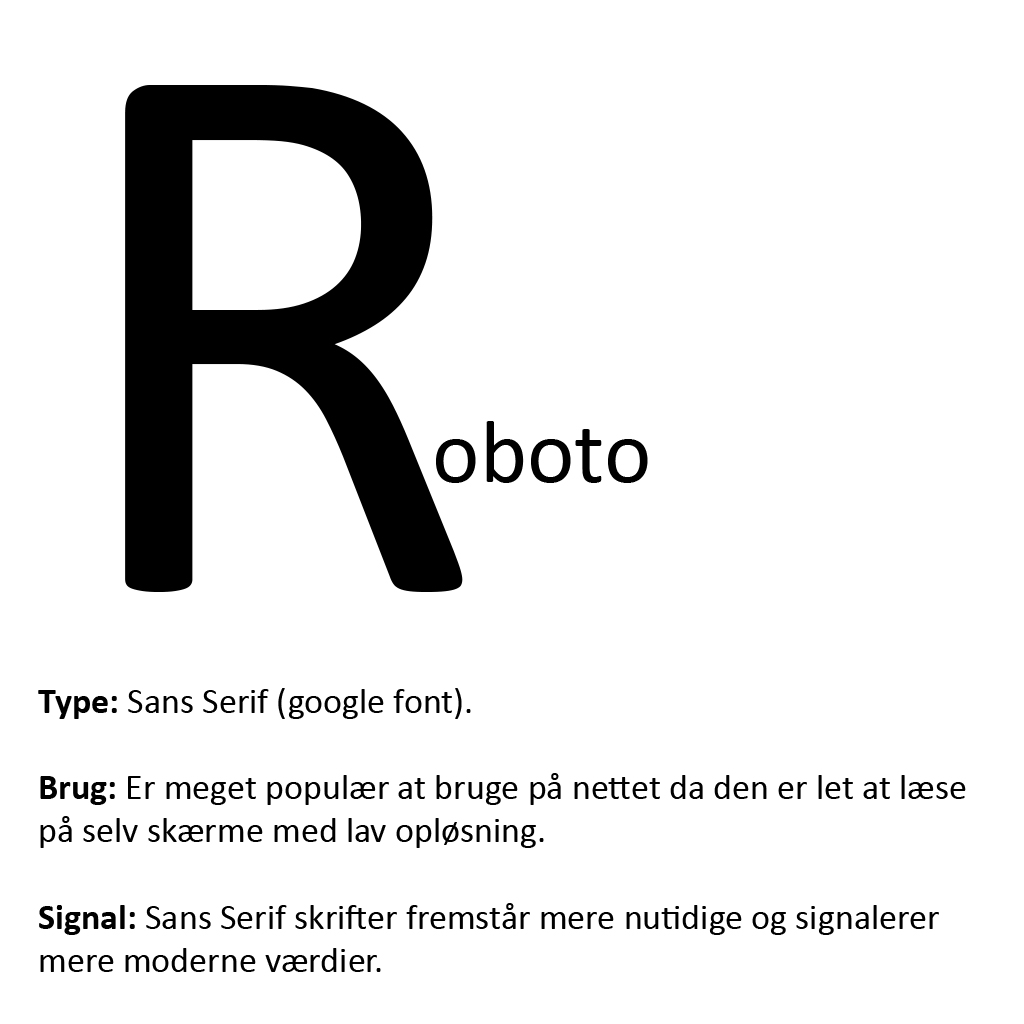 Roboto
Type: Sans Serif (google font).
Brug: Er meget populær at bruge på nettet da den er let at læse
på selv skærme med lav opløsning.
Signal: Sans Serif skrifter fremstår mere nutidige og signalerer
mere moderne værdier.